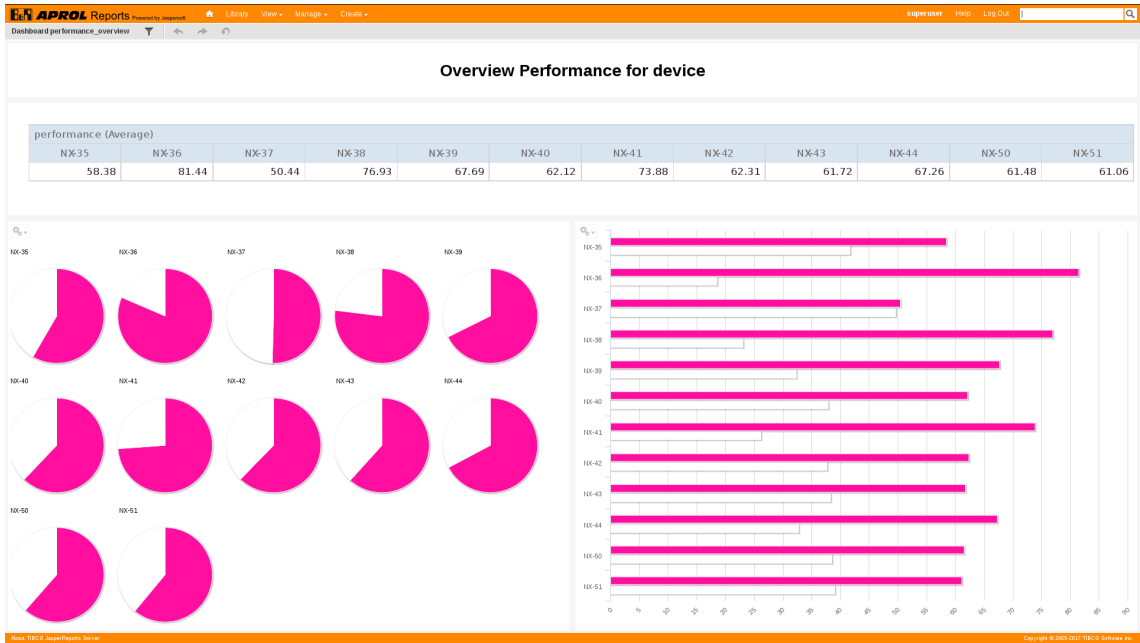 B&R APROL Reports Powered by Jaspersoft Library View Manage Create superuser Help Log Out
Dashboard performance_overview
Overview Performance for device
performance (Average)
NX-35 NX-36 NX-37 NX-38 NX-39 NX-40 NX-41 NX-42 NX-43 NX-44 NX-50 NX-51
58.38 81.44 50.44 76.93 67.69 62.12 73.88 62.31 61.72 67.26 61.48 61.06
NX-35 NX-36 NX-37 NX-38 NX-39
NX-40 NX-41 NX-42 NX-43 NX-44
NX-50 NX-51
NX-35
NX-36
NX-37
NX-38
NX-39
NX-40
NX-41
NX-42
NX-43
NX-44
NX-50
NX-51
0 5 10 15 20 25 30 35 40 45 50 55 60 65 70 75 80 85 90
About TIBCO JasperReports Server Copyright © 2005-2017 TIBCO Software Inc.